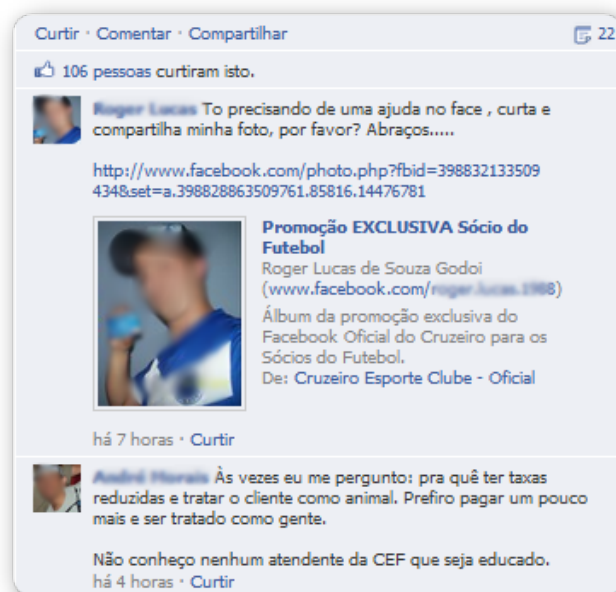 Curtir · Comentar · Compartilhar 22
106 pessoas curtiram isto.
To precisando de uma ajuda no face , curta e
compartilha minha foto, por favor? Abraços.....
http://www.facebook.com/photo.php?fbid=398832133509
434&set=a.398828863509761.85816.14476781
Promoção EXCLUSIVA Sócio do
Futebol
Roger Lucas de Souza Godoi
(www.facebook.com/
Álbum da promoção exclusiva do
Facebook Oficial do Cruzeiro para os
Sócios do Futebol.
De: Cruzeiro Esporte Clube - Oficial
há 7 horas · Curtir
Às vezes eu me pergunto: pra quê ter taxas
reduzidas e tratar o cliente como animal. Prefiro pagar um pouco
mais e ser tratado como gente.
Não conheço nenhum atendente da CEF que seja educado.
há 4 horas · Curtir